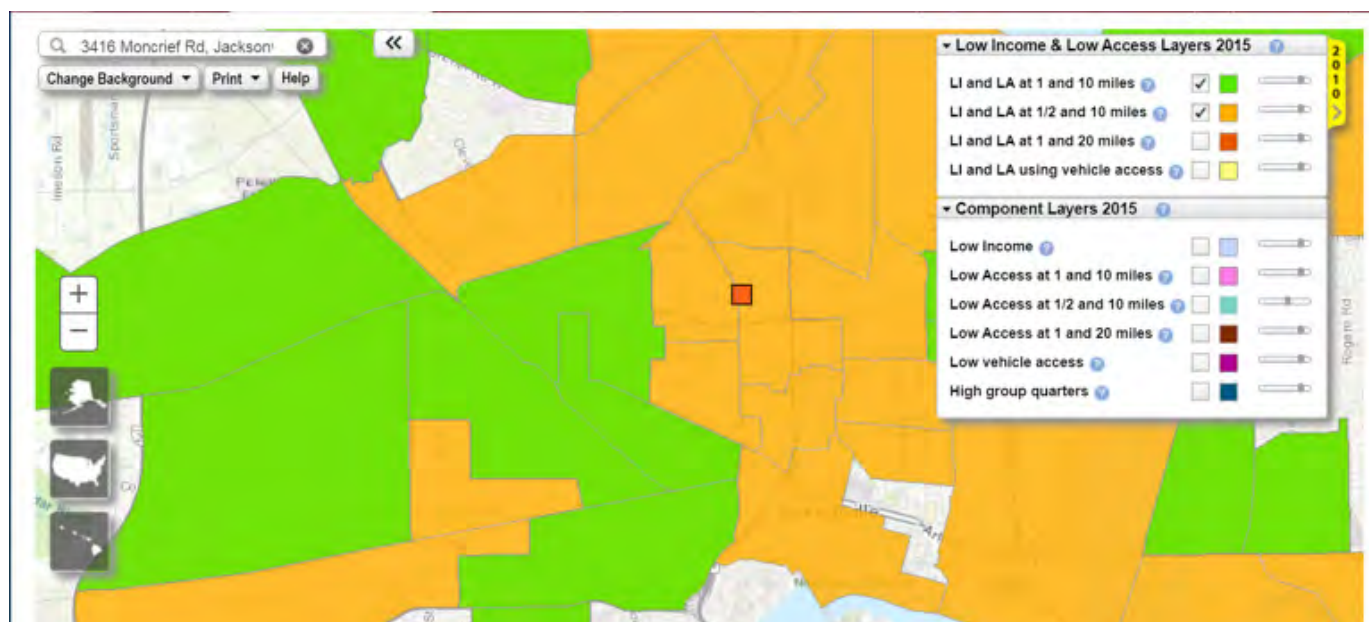 3416 Moncrief Rd, Jackson
«
Change Background
Print
Help
Low Income & Low Access Layers 2015
LI and LA at 1 and 10 miles
LI and LA at 1/2 and 10 miles
LI and LA at 1 and 20 miles
LI and LA using vehicle access
2010 >
Component Layers 2015
Low Income
Low Access at 1 and 10 miles
Low Access at 1/2 and 10 miles
Low Access at 1 and 20 miles
Low vehicle access
High group quarters
Imeson Rd
Rogero Rd
+
−